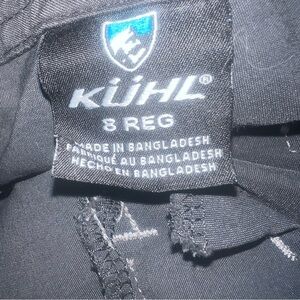 KÜHL®
8 REG
MADE IN BANGLADESH
FABRIQUÉ AU BANGLADESH
HECHO EN BANGLADESH